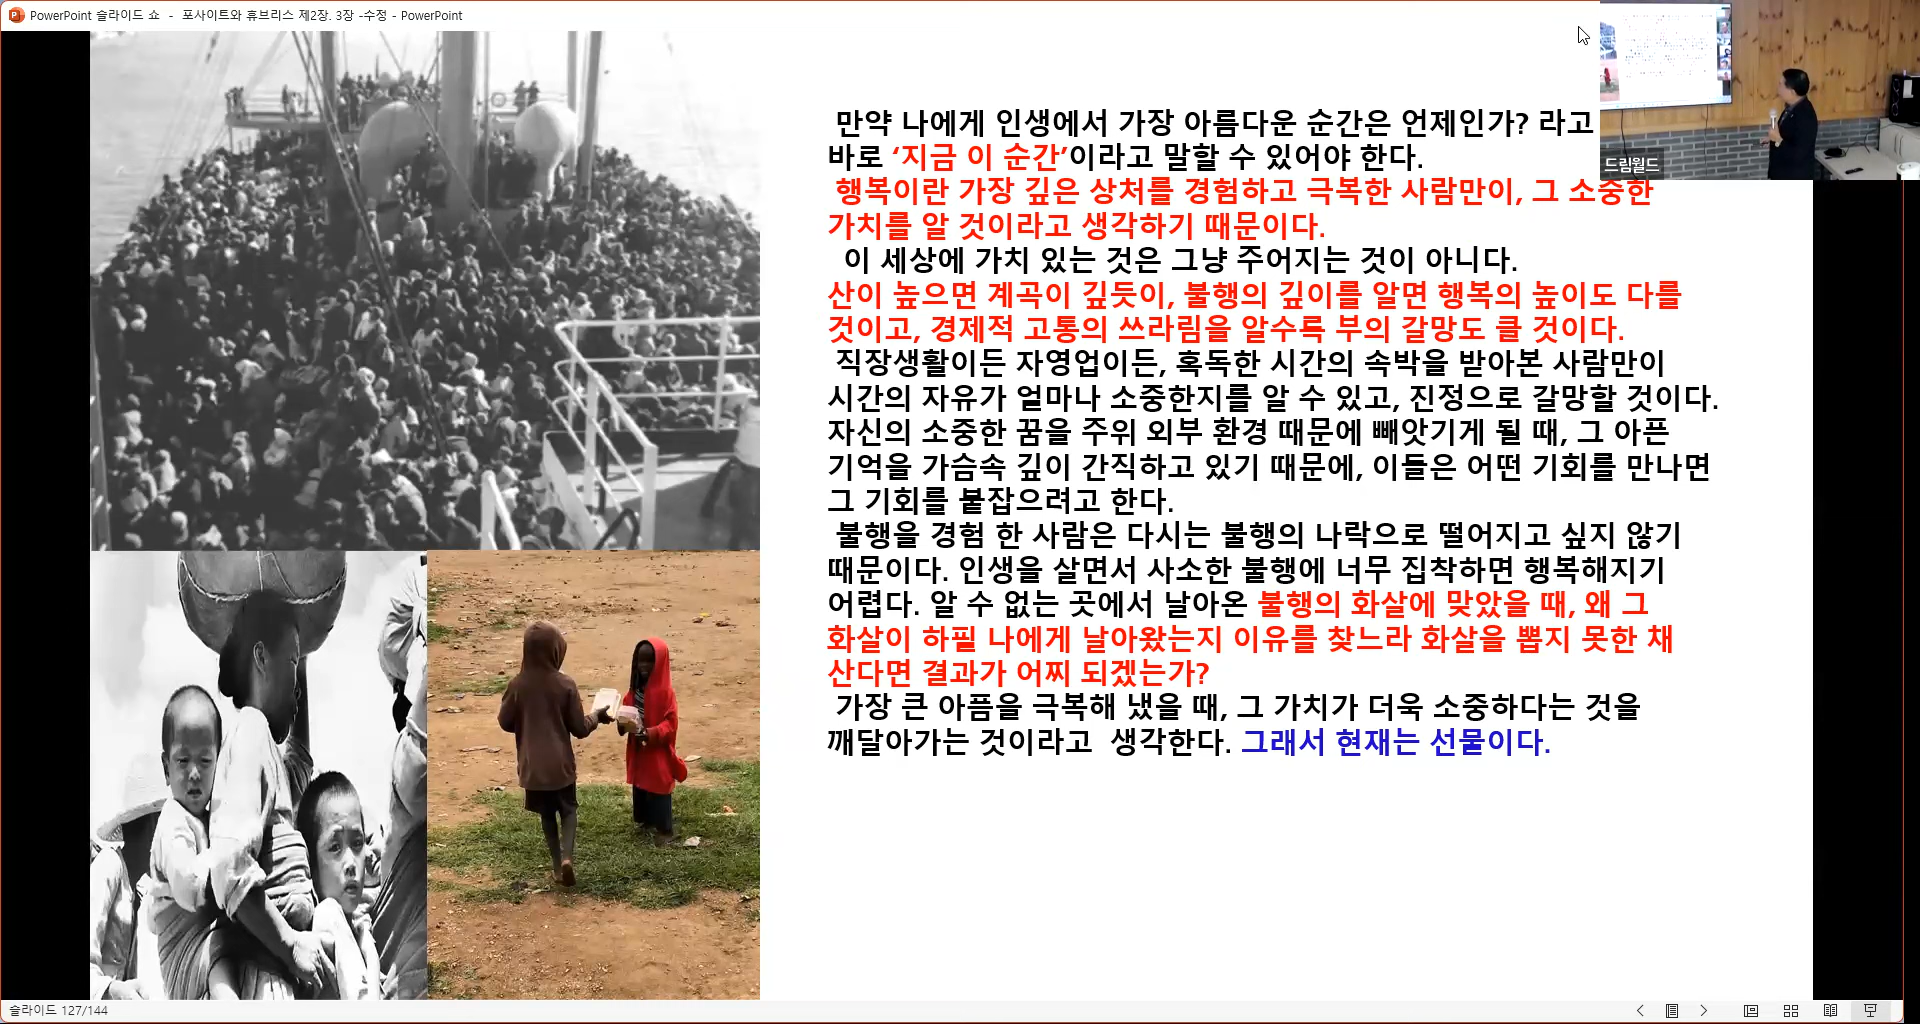 PowerPoint 슬라이드 쇼 - 포사이트와 휴브리스 제2장. 3장 -수정 - PowerPoint
드림월드
만약 나에게 인생에서 가장 아름다운 순간은 언제인가? 라고
바로 ‘지금 이 순간’이라고 말할 수 있어야 한다.
행복이란 가장 깊은 상처를 경험하고 극복한 사람만이, 그 소중한
가치를 알 것이라고 생각하기 때문이다.
이 세상에 가치 있는 것은 그냥 주어지는 것이 아니다.
산이 높으면 계곡이 깊듯이, 불행의 깊이를 알면 행복의 높이도 다를
것이고, 경제적 고통의 쓰라림을 알수록 부의 갈망도 클 것이다.
직장생활이든 자영업이든, 혹독한 시간의 속박을 받아본 사람만이
시간의 자유가 얼마나 소중한지를 알 수 있고, 진정으로 갈망할 것이다.
자신의 소중한 꿈을 주위 외부 환경 때문에 빼앗기게 될 때, 그 아픈
기억을 가슴속 깊이 간직하고 있기 때문에, 이들은 어떤 기회를 만나면
그 기회를 붙잡으려고 한다.
불행을 경험 한 사람은 다시는 불행의 나락으로 떨어지고 싶지 않기
때문이다. 인생을 살면서 사소한 불행에 너무 집착하면 행복해지기
어렵다. 알 수 없는 곳에서 날아온 불행의 화살에 맞았을 때, 왜 그
화살이 하필 나에게 날아왔는지 이유를 찾느라 화살을 뽑지 못한 채
산다면 결과가 어찌 되겠는가?
가장 큰 아픔을 극복해 냈을 때, 그 가치가 더욱 소중하다는 것을
깨달아가는 것이라고 생각한다. 그래서 현재는 선물이다.
슬라이드 127/144